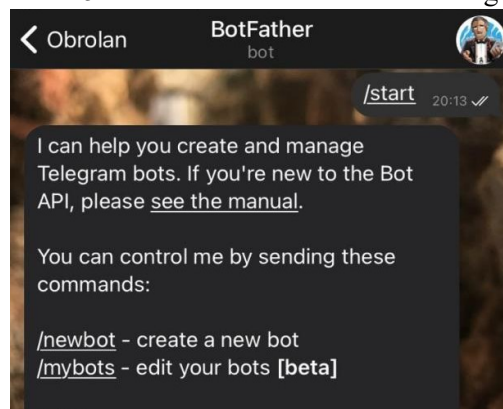 Obrolan
BotFather
bot
/start 20:13
I can help you create and manage
Telegram bots. If you're new to the Bot
API, please see the manual.
You can control me by sending these
commands:
/newbot - create a new bot
/mybots - edit your bots [beta]